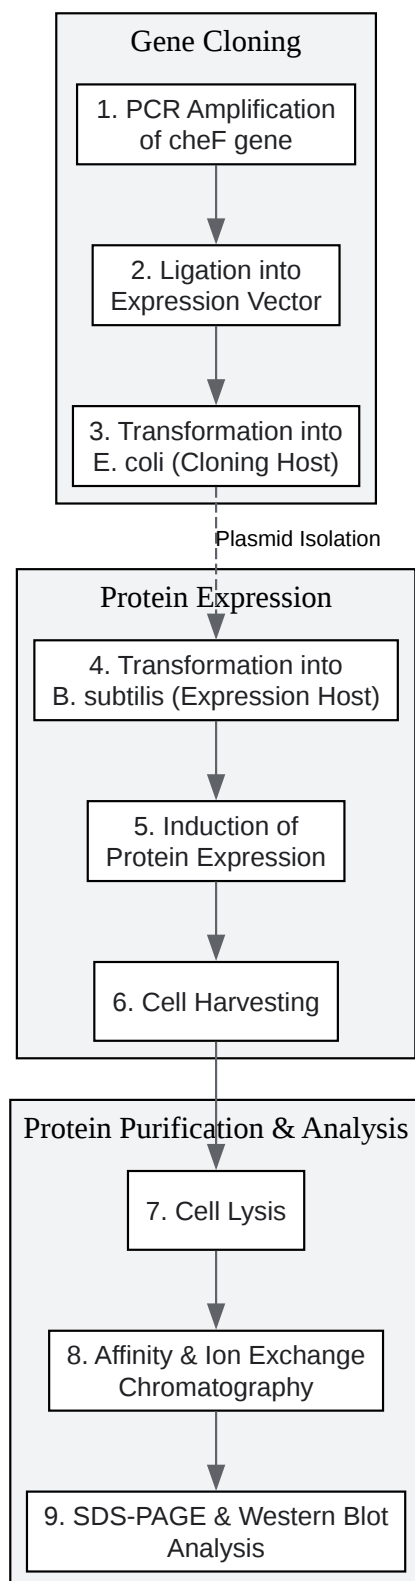 Gene Cloning
1. PCR Amplification
of cheF gene
2. Ligation into
Expression Vector
3. Transformation into
E. coli (Cloning Host)
Plasmid Isolation
Protein Expression
4. Transformation into
B. subtilis (Expression Host)
5. Induction of
Protein Expression
6. Cell Harvesting
Protein Purification & Analysis
7. Cell Lysis
8. Affinity & Ion Exchange
Chromatography
9. SDS-PAGE & Western Blot
Analysis